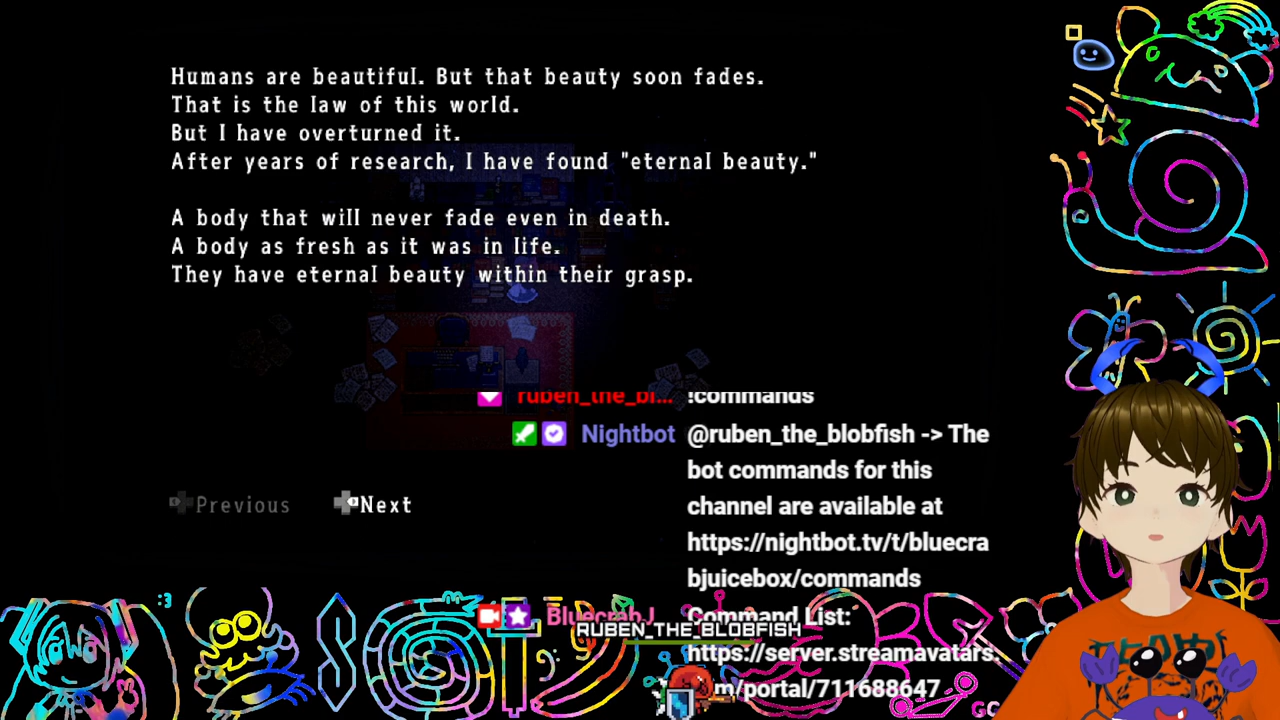 Humans are beautiful. But that beauty soon fades.
That is the law of this world.
But I have overturned it.
After years of research, I have found "eternal beauty."
A body that will never fade even in death.
A body as fresh as it was in life.
They have eternal beauty within their grasp.
Previous Next
ruben_the_bl... !commands
Nightbot @ruben_the_blobfish -> The
bot commands for this
channel are available at
https://nightbot.tv/t/bluecra
bjuicebox/commands
BluecrabJ... Command List:
RUBEN_THE_BLOBFISH
https://server.streamavatars.
m/portal/711688647
:3
GC